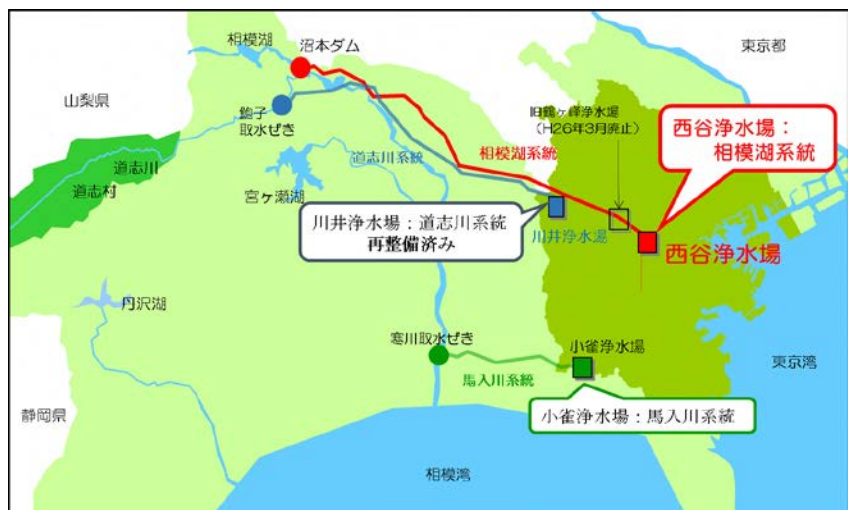 相模湖
沼本ダム
東京都
山梨県
鮑子
取水ぜき
旧鶴ヶ峰浄水場
(H26年3月廃止)
西谷浄水場:
相模湖系統
道志川系統
相模湖系統
道志川
道志村
宮ヶ瀬湖
川井浄水場:道志川系統
再整備済み
川井浄水場
西谷浄水場
丹沢湖
寒川取水ぜき
小雀浄水場
東京湾
馬入川系統
静岡県
小雀浄水場:馬入川系統
相模湾